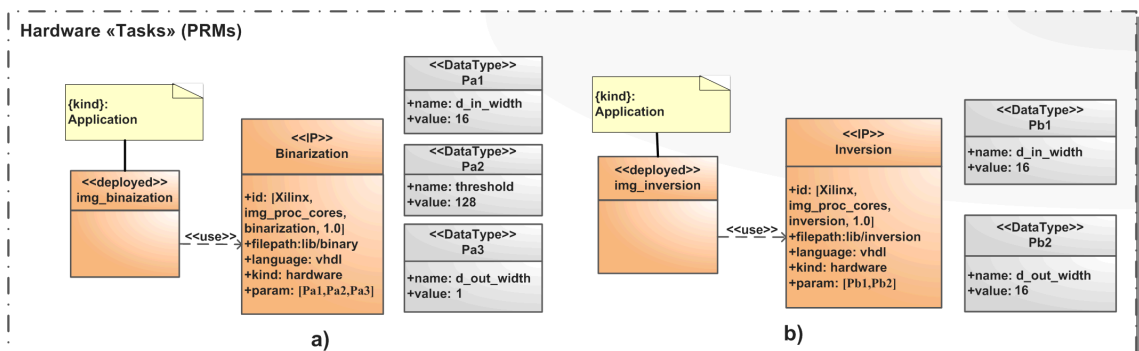 Hardware «Tasks» (PRMs)
{kind}:
Application
<<deployed>>
img_binaization
<<use>>
<<IP>>
Binarization
+id: |Xilinx,
img_proc_cores,
binarization, 1.0]
+filepath:lib/binary
+language: vhdl
+kind: hardware
+param: [Pa1,Pa2,Pa3]
<<DataType>>
Pa1
+name: d_in_width
+value: 16
<<DataType>>
Pa2
+name: threshold
+value: 128
<<DataType>>
Pa3
+name: d_out_width
+value: 1
a)
{kind}:
Application
<<deployed>>
img_inversion
<<use>>
<<IP>>
Inversion
+id: |Xilinx,
img_proc_cores,
inversion, 1.0]
+filepath:lib/inversion
+language: vhdl
+kind: hardware
+param: [Pb1,Pb2]
<<DataType>>
Pb1
+name: d_in_width
+value: 16
<<DataType>>
Pb2
+name: d_out_width
+value: 16
b)